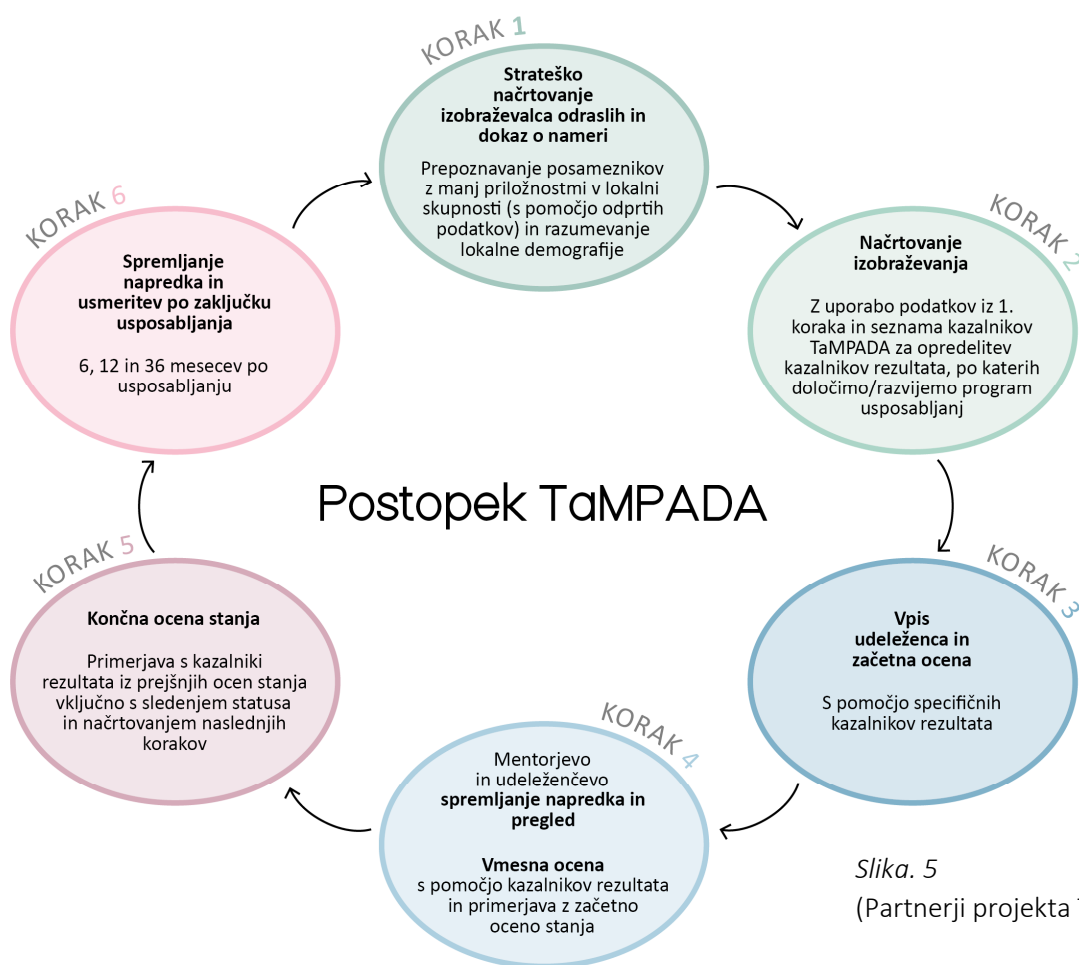 KORAK 1
Strateško
načrtovanje
izobraževalca odraslih in
dokaz o nameri
Prepoznavanje posameznikov
z manj priložnostmi v lokalni
skupnosti (s pomočjo odprtih
podatkov) in razumevanje
lokalne demografije
KORAK 2
Načrtovanje
izobraževanja
Z uporabo podatkov iz 1.
koraka in seznama kazalnikov
TaMPADA za opredelitev
kazalnikov rezultata, po katerih
določimo/razvijemo program
usposabljanj
KORAK 3
Vpis
udeleženca in
začetna ocena
S pomočjo specifičnih
kazalnikov rezultata
KORAK 4
Mentorjevo
in udeleženčevo
spremljanje napredka in
pregled
Vmesna ocena
s pomočjo kazalnikov rezultata
in primerjava z začetno
oceno stanja
KORAK 5
Končna ocena stanja
Primerjava s kazalniki
rezultata iz prejšnjih ocen stanja
vključno s sledenjem statusa
in načrtovanjem naslednjih
korakov
KORAK 6
Spremljanje
napredka in
usmeritev po zaključku
usposabljanja
6, 12 in 36 mesecev po
usposabljanju
Postopek TaMPADA
Slika. 5
(Partnerji projekta